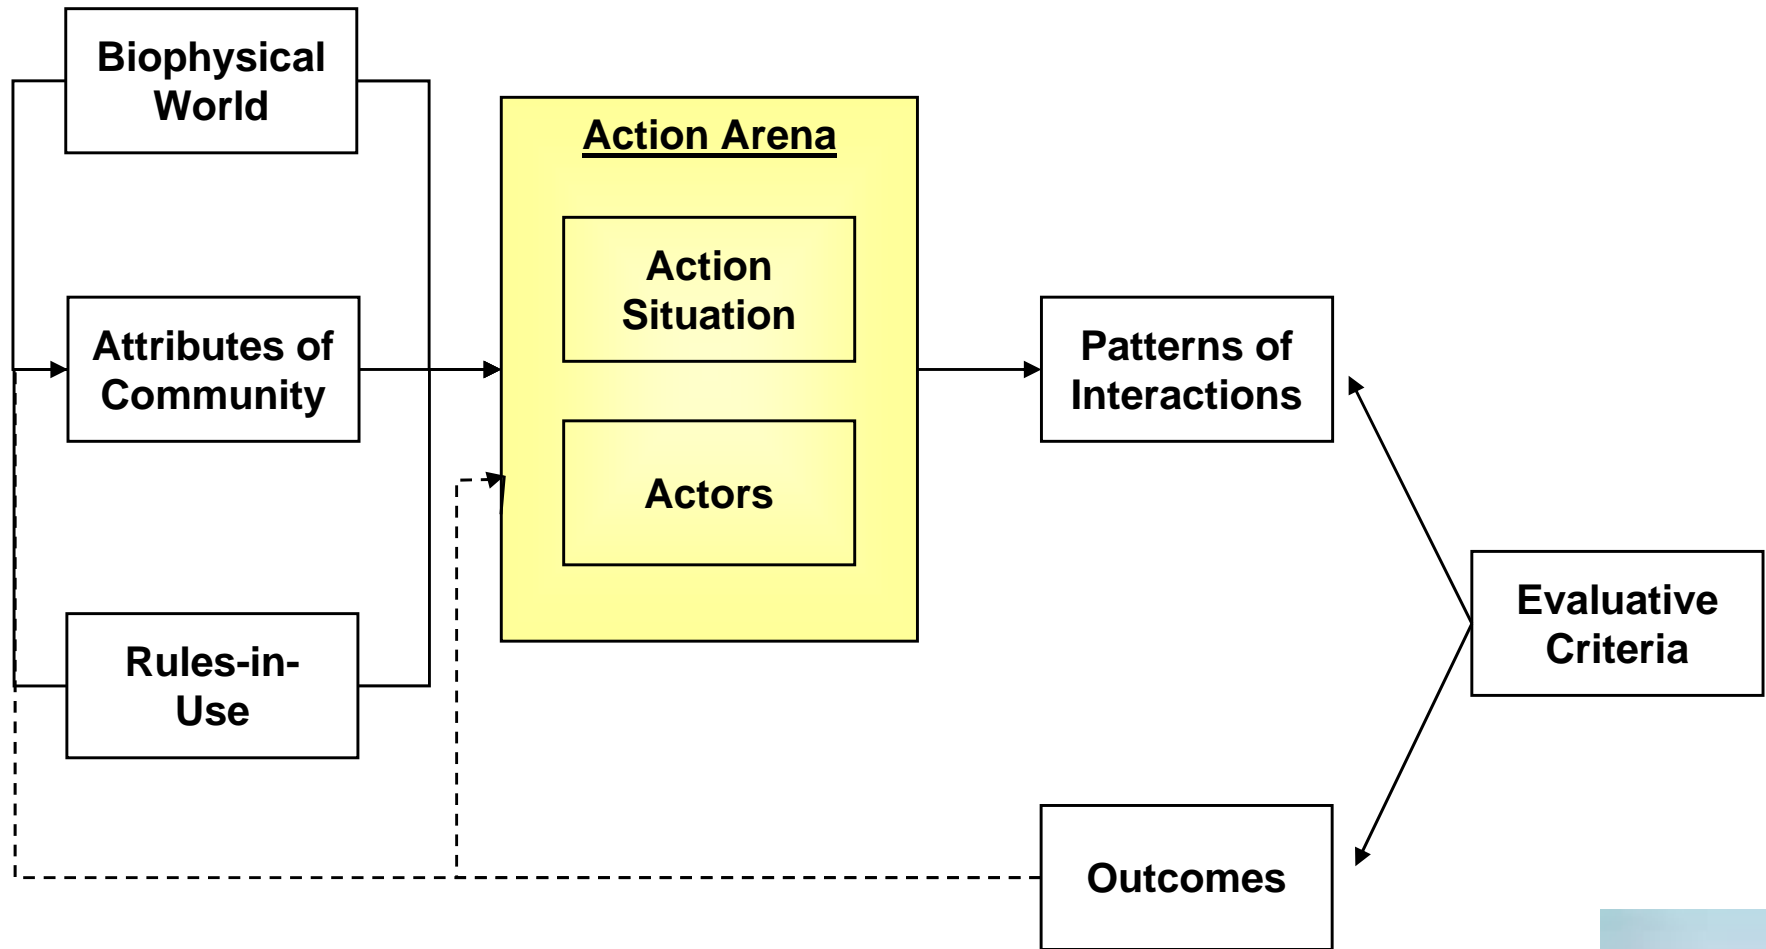 Biophysical
World
Attributes of
Community
Rules-in-
Use
Action Arena
Action
Situation
Actors
Patterns of
Interactions
Outcomes
Evaluative
Criteria